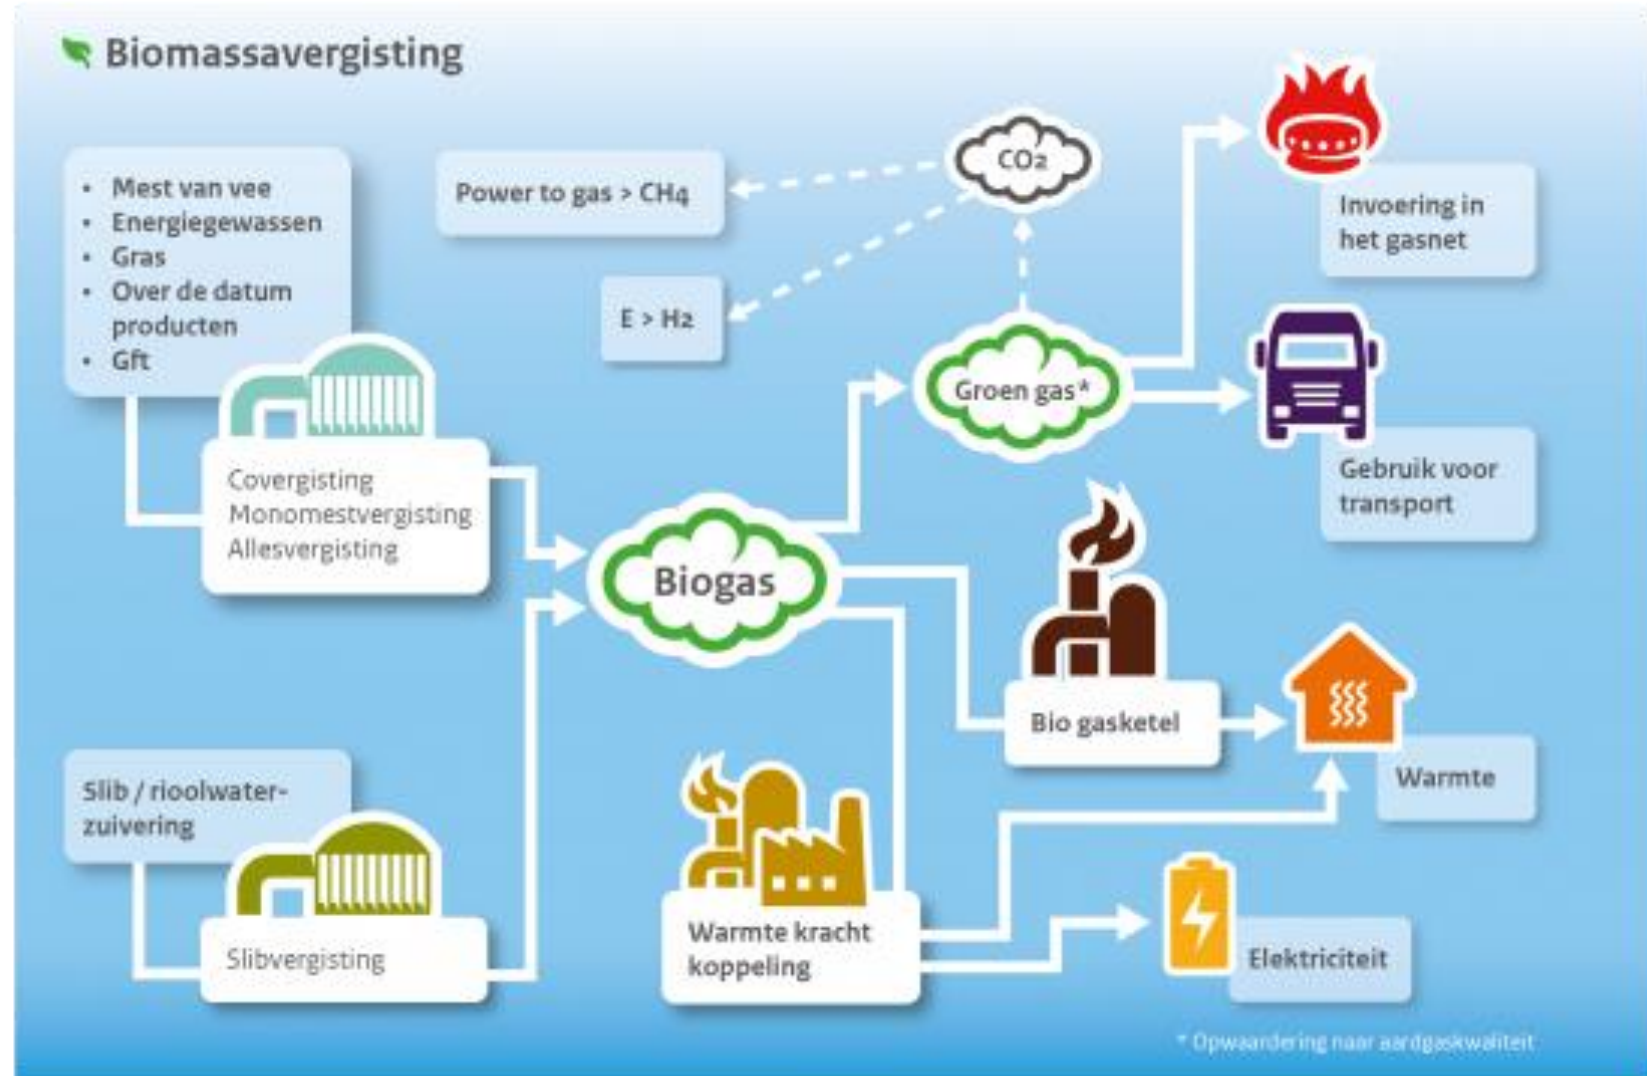 Biomassavergisting
• Mest van vee
• Energiegewassen
• Gras
• Over de datum
producten
• Gft
Power to gas > CH4
CO2
E > H2
Invoering in
het gasnet
Groen gas*
Gebruik voor
transport
Covergisting
Monomestvergisting
Allesvergisting
Biogas
Bio gasketel
Warmte
Slib / rioolwater-
zuivering
Slibvergisting
Warmte kracht
koppeling
Elektriciteit
* Opwaardering naar aardgaskwaliteit